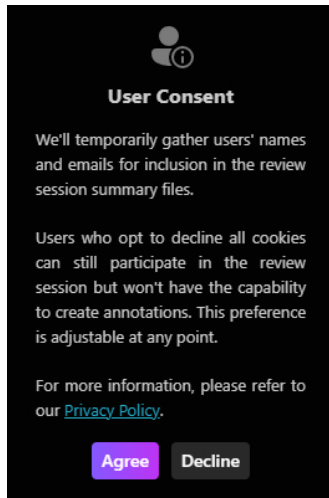 User Consent
We'll temporarily gather users' names
and emails for inclusion in the review
session summary files.
Users who opt to decline all cookies
can still participate in the review
session but won't have the capability
to create annotations. This preference
is adjustable at any point.
For more information, please refer to
our Privacy Policy.
Agree Decline